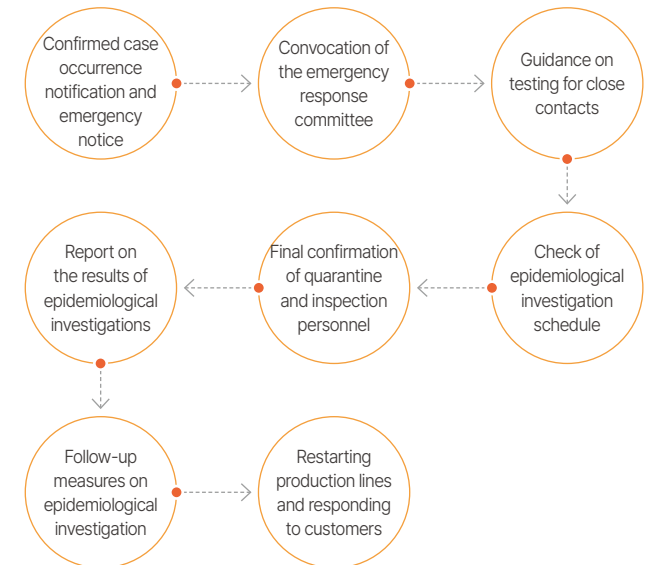 Confirmed case
occurrence
notification and
emergency
notice
Convocation of
the emergency
response
committee
Guidance on
testing for close
contacts
Check of
epidemiological
investigation
schedule
Final confirmation
of quarantine
and inspection
personnel
Report on
the results of
epidemiological
investigations
Follow-up
measures on
epidemiological
investigation
Restarting
production lines
and responding
to customers